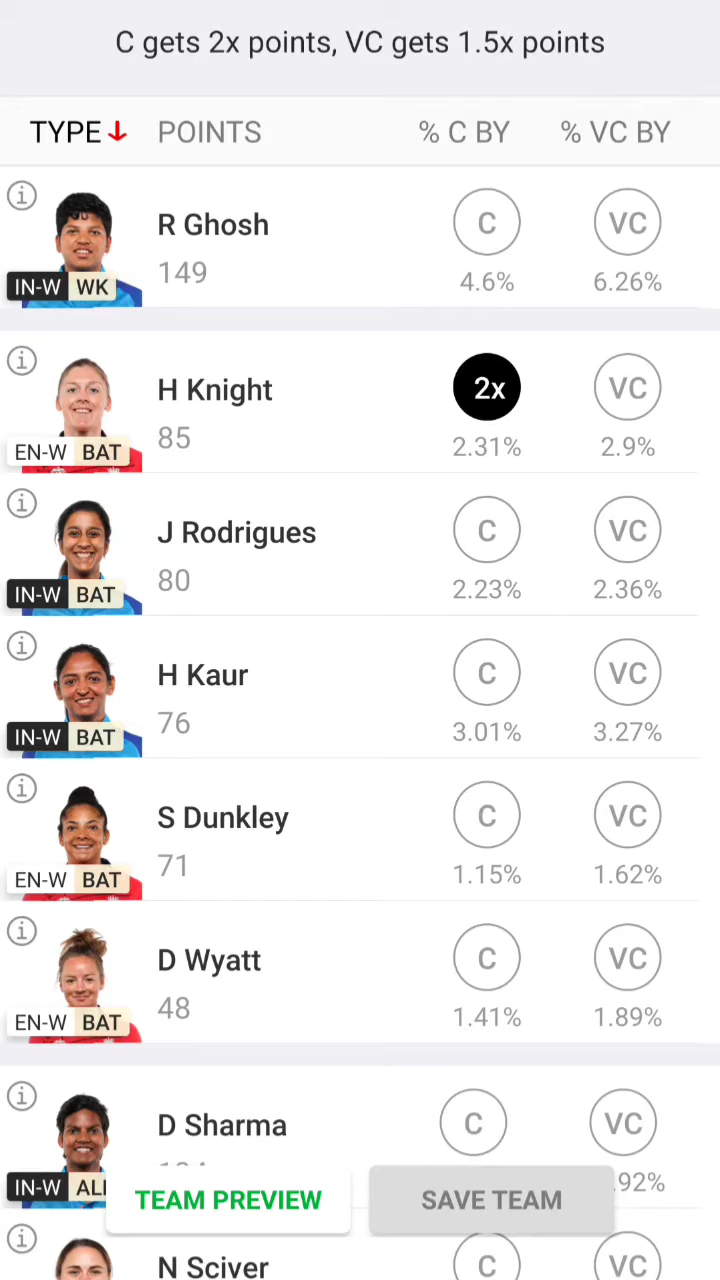 C gets 2x points, VC gets 1.5x points
TYPE POINTS % C BY % VC BY
R Ghosh C VC
149
IN-W WK 4.6% 6.26%
H Knight 2x VC
85
EN-W BAT 2.31% 2.9%
J Rodrigues C VC
80
IN-W BAT 2.23% 2.36%
H Kaur C VC
76
IN-W BAT 3.01% 3.27%
S Dunkley C VC
71
EN-W BAT 1.15% 1.62%
D Wyatt C VC
48
EN-W BAT 1.41% 1.89%
D Sharma C VC
IN-W .92%
TEAM PREVIEW SAVE TEAM
N Sciver C VC